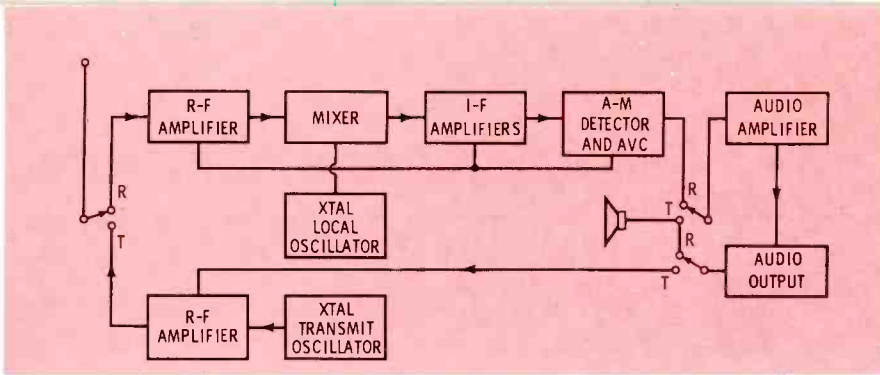 R-F
AMPLIFIER
MIXER
I-F
AMPLIFIERS
A-M
DETECTOR
AND AVC
AUDIO
AMPLIFIER
R
T
XTAL
LOCAL
OSCILLATOR
R
T
R
T
AUDIO
OUTPUT
R-F
AMPLIFIER
XTAL
TRANSMIT
OSCILLATOR